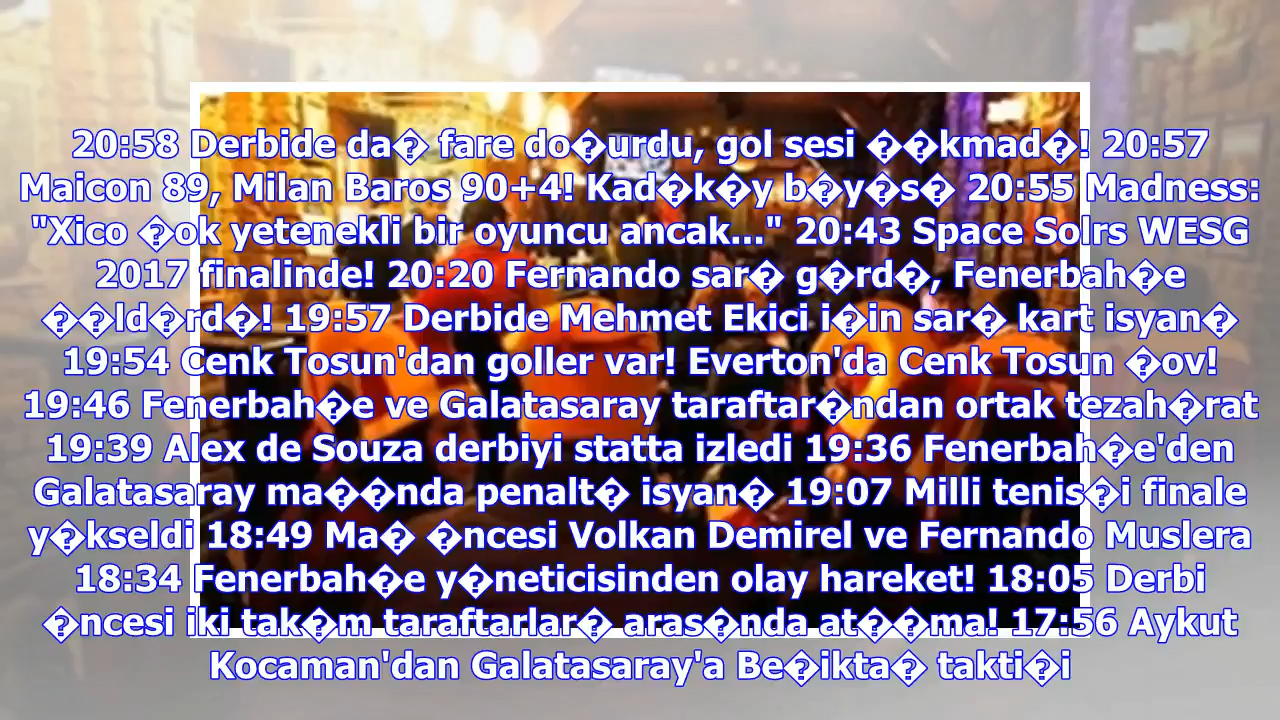 20:58 Derbide da� fare do�urdu, gol sesi ��kmad�! 20:57
Maicon 89, Milan Baros 90+4! Kad�k�y b�y�s� 20:55 Madness:
"Xico �ok yetenekli bir oyuncu ancak..." 20:43 Space Solrs WESG
2017 finalinde! 20:20 Fernando sar� g�rd�, Fenerbah�e
��ld�rd�! 19:57 Derbide Mehmet Ekici i�in sar� kart isyan�
19:54 Cenk Tosun'dan goller var! Everton'da Cenk Tosun �ov!
19:46 Fenerbah�e ve Galatasaray taraftar�ndan ortak tezah�rat
19:39 Alex de Souza derbiyi statta izledi 19:36 Fenerbah�e'den
Galatasaray ma��nda penalt� isyan� 19:07 Milli tenis�i finale
y�kseldi 18:49 Ma� �ncesi Volkan Demirel ve Fernando Muslera
18:34 Fenerbah�e y�neticisinden olay hareket! 18:05 Derbi
�ncesi iki tak�m taraftarlar� aras�nda at��ma! 17:56 Aykut
Kocaman'dan Galatasaray'a Be�ikta� takti�i